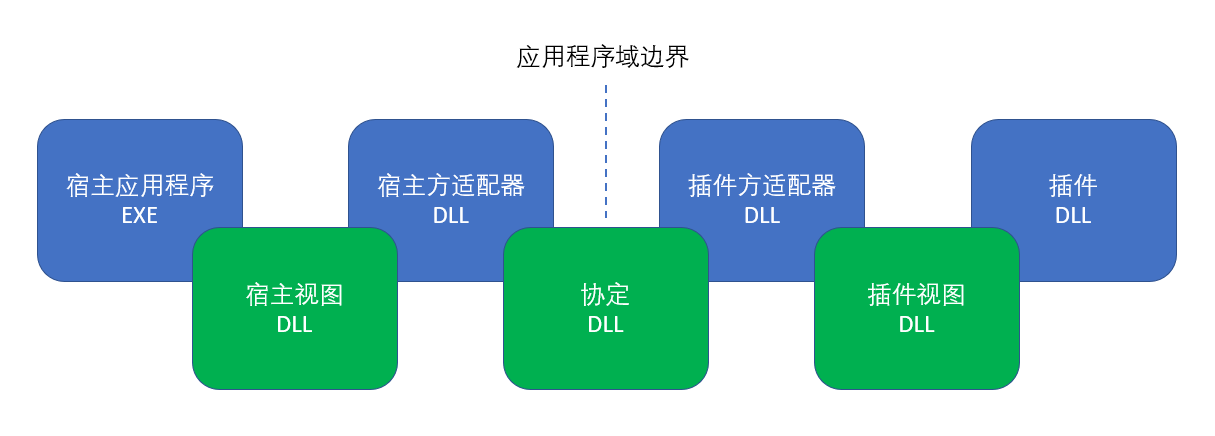 应用程序域边界
宿主应用程序
EXE
宿主方适配器
DLL
插件方适配器
DLL
插件
DLL
宿主视图
DLL
协定
DLL
插件视图
DLL